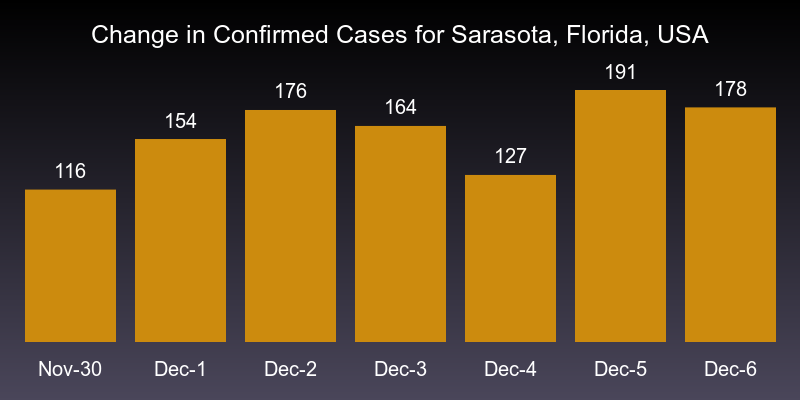 Change in Confirmed Cases for Sarasota, Florida, USA
116 154 176 164 127 191 178
Nov-30 Dec-1 Dec-2 Dec-3 Dec-4 Dec-5 Dec-6